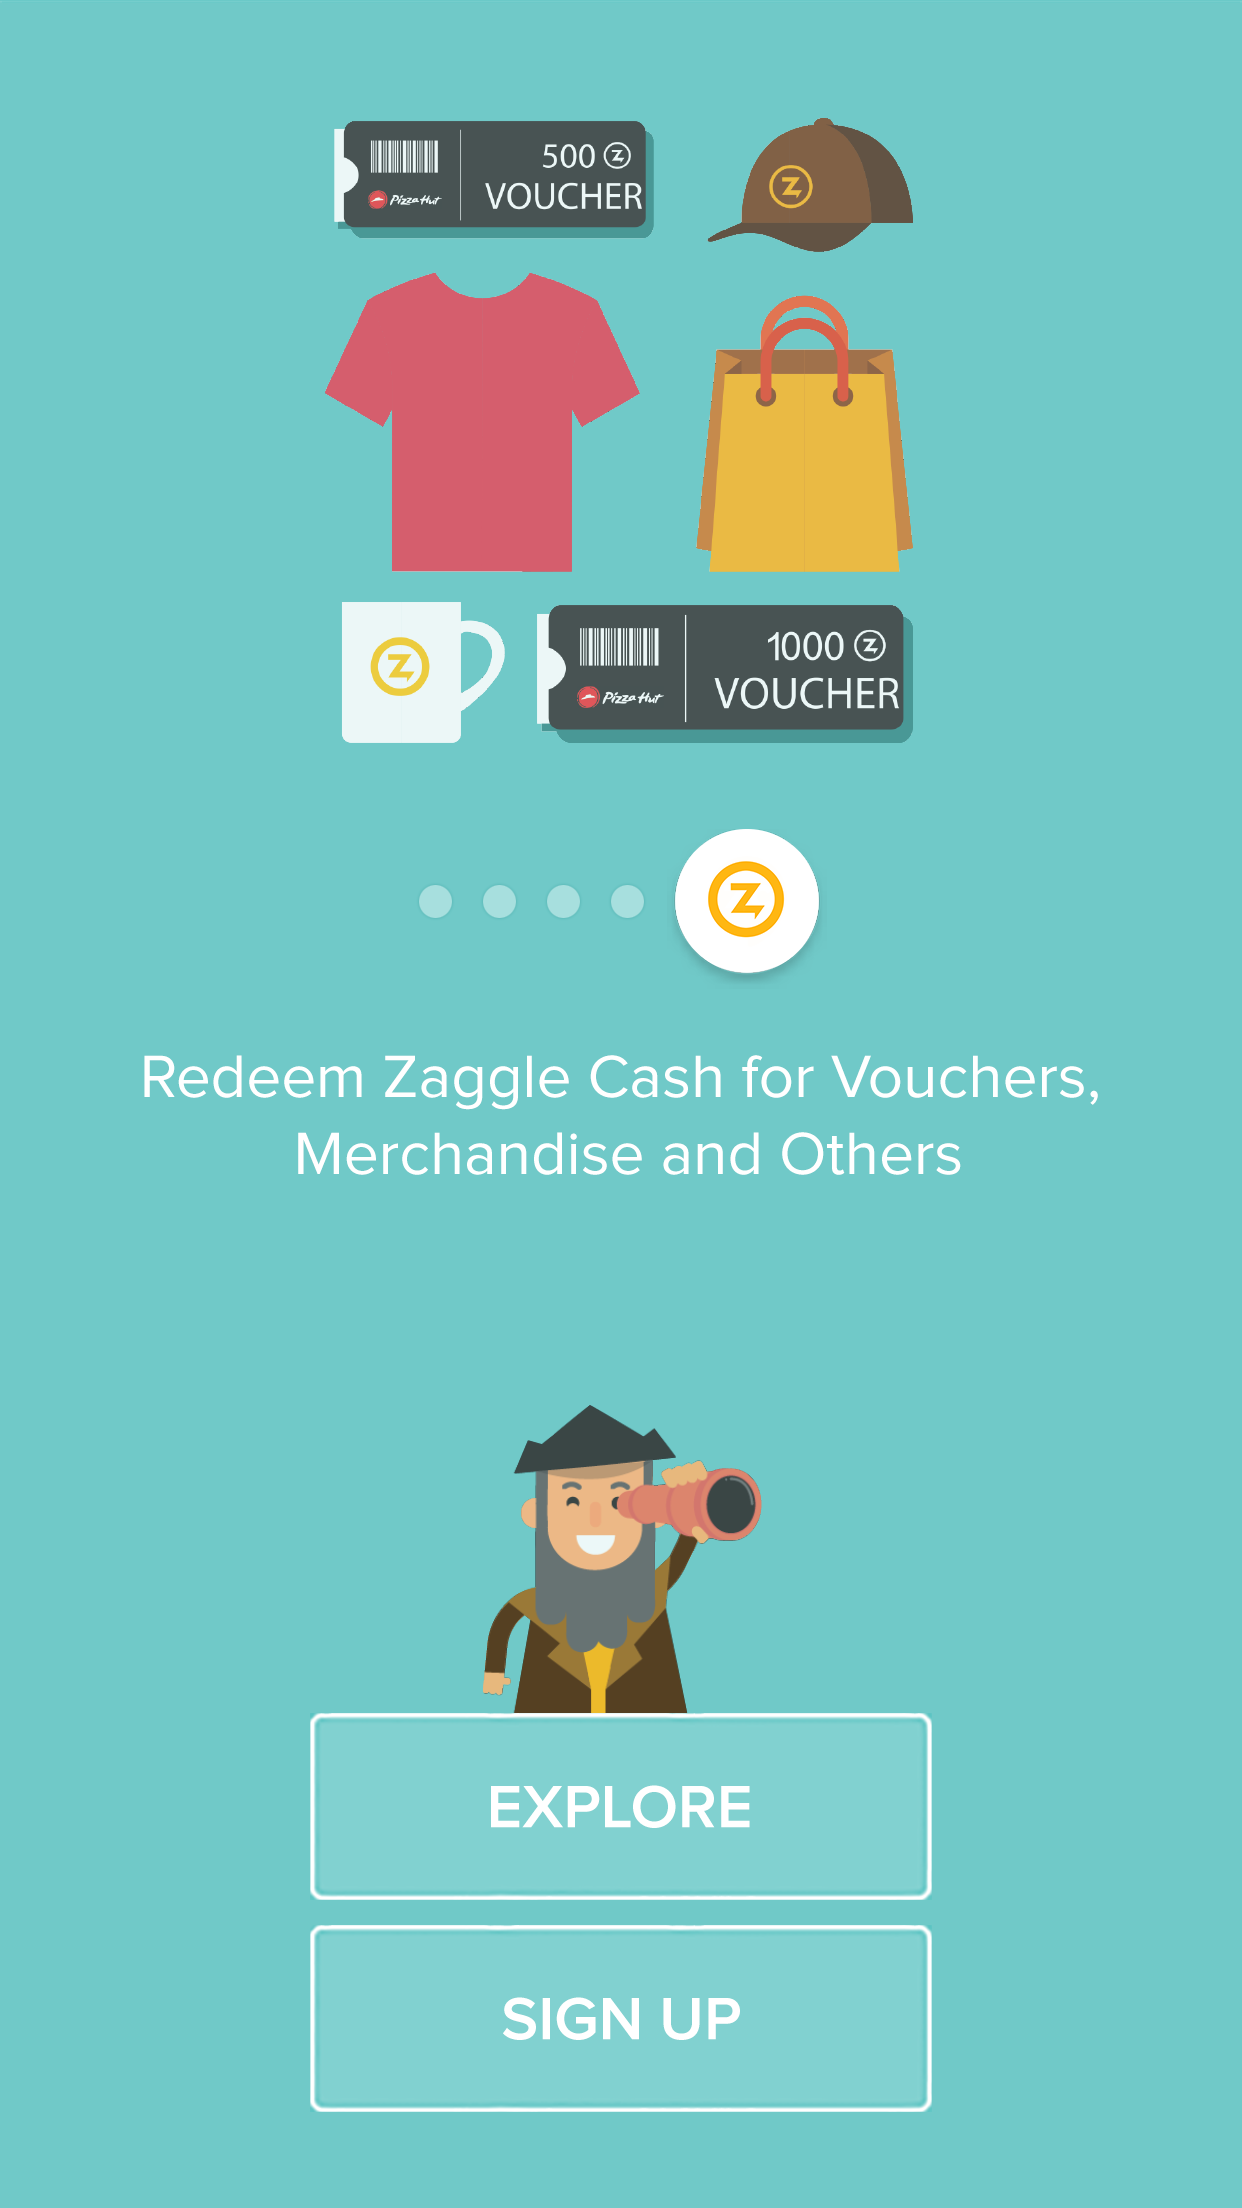 500 Z
VOUCHER
Pizza Hut
Z
Z
1000 Z
VOUCHER
Pizza Hut
Z
Redeem Zaggle Cash for Vouchers,
Merchandise and Others
EXPLORE
SIGN UP